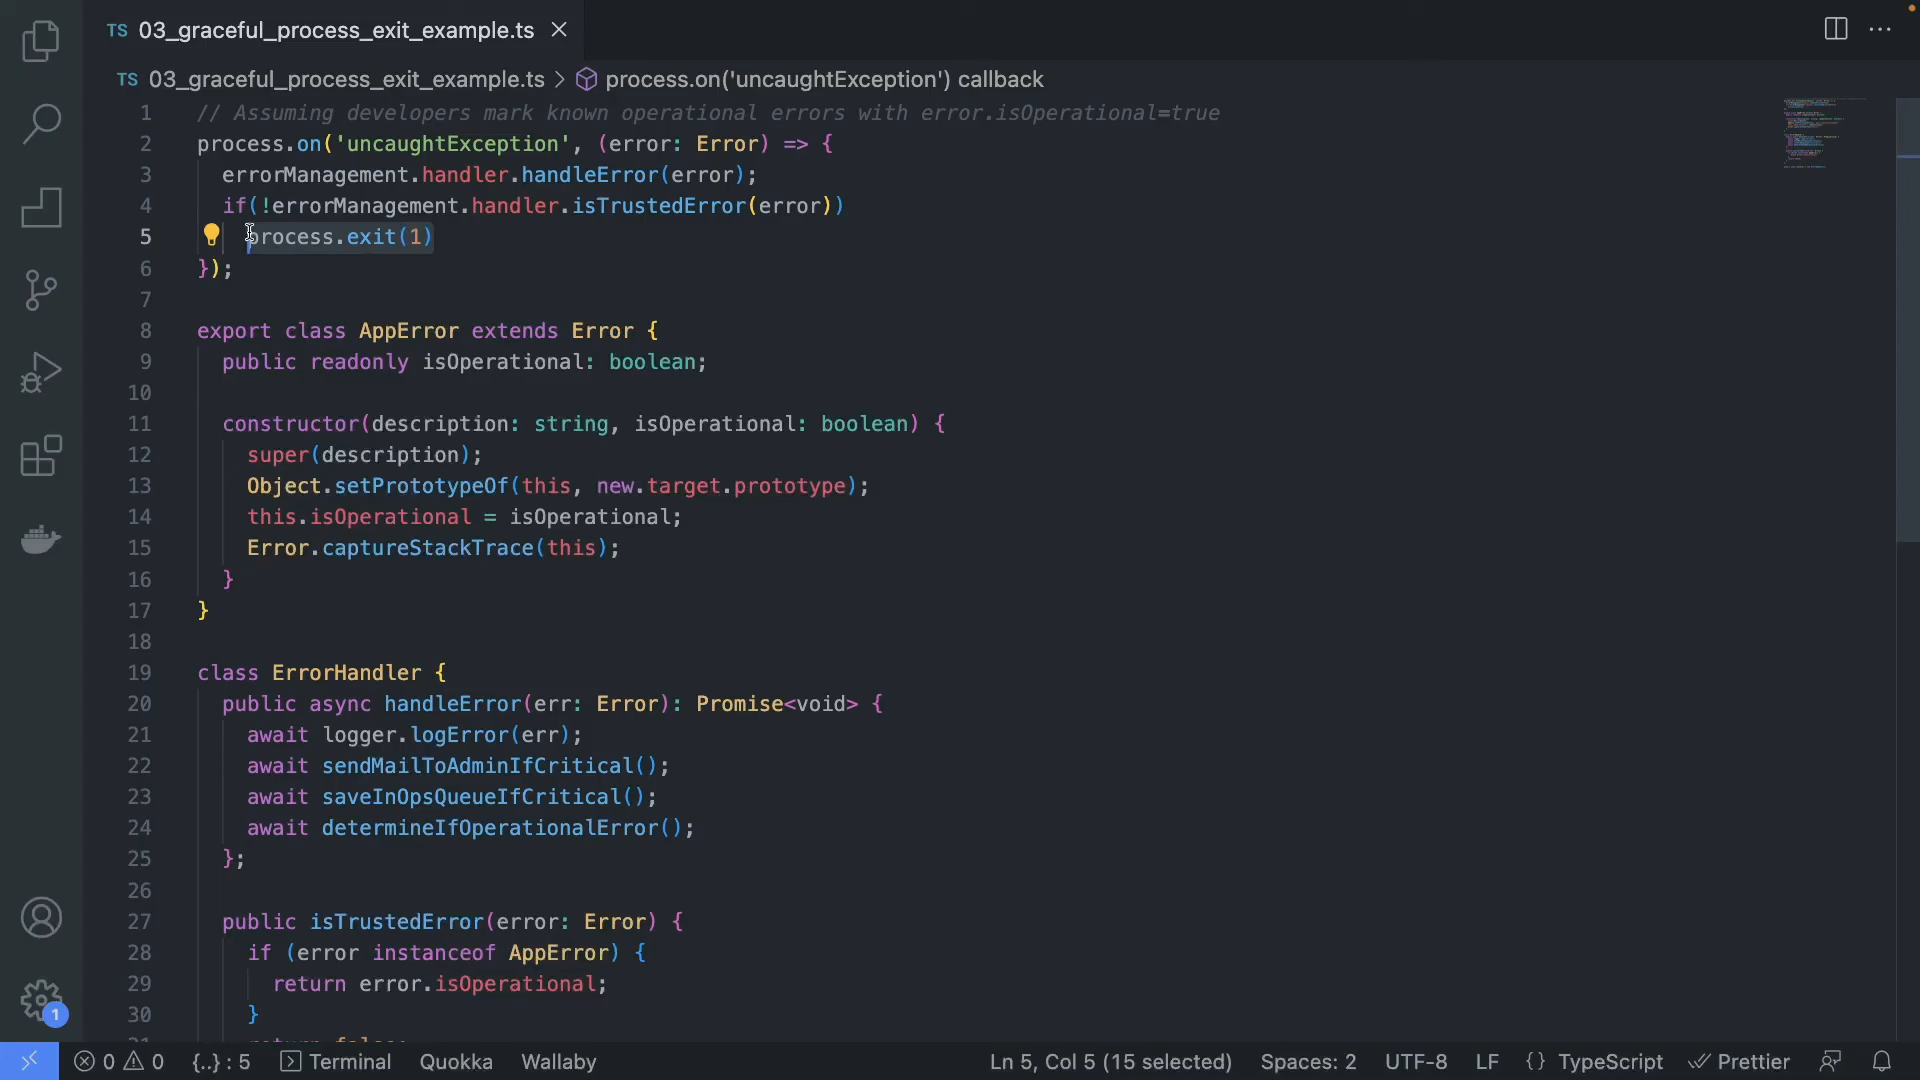 TS 03_graceful_process_exit_example.ts
TS 03_graceful_process_exit_example.ts > process.on('uncaughtException') callback
1 // Assuming developers mark known operational errors with error.isOperational=true
2 process.on('uncaughtException', (error: Error) => {
3 errorManagement.handler.handleError(error);
4 if(!errorManagement.handler.isTrustedError(error))
5 process.exit(1)
6 });
7
8 export class AppError extends Error {
9 public readonly isOperational: boolean;
10
11 constructor(description: string, isOperational: boolean) {
12 super(description);
13 Object.setPrototypeOf(this, new.target.prototype);
14 this.isOperational = isOperational;
15 Error.captureStackTrace(this);
16 }
17 }
18
19 class ErrorHandler {
20 public async handleError(err: Error): Promise<void> {
21 await logger.logError(err);
22 await sendMailToAdminIfCritical();
23 await saveInOpsQueueIfCritical();
24 await determineIfOperationalError();
25 };
26
27 public isTrustedError(error: Error) {
28 if (error instanceof AppError) {
29 return error.isOperational;
30 }
1
0 0 {..} : 5 Terminal Quokka Wallaby Ln 5, Col 5 (15 selected) Spaces: 2 UTF-8 LF {} TypeScript Prettier